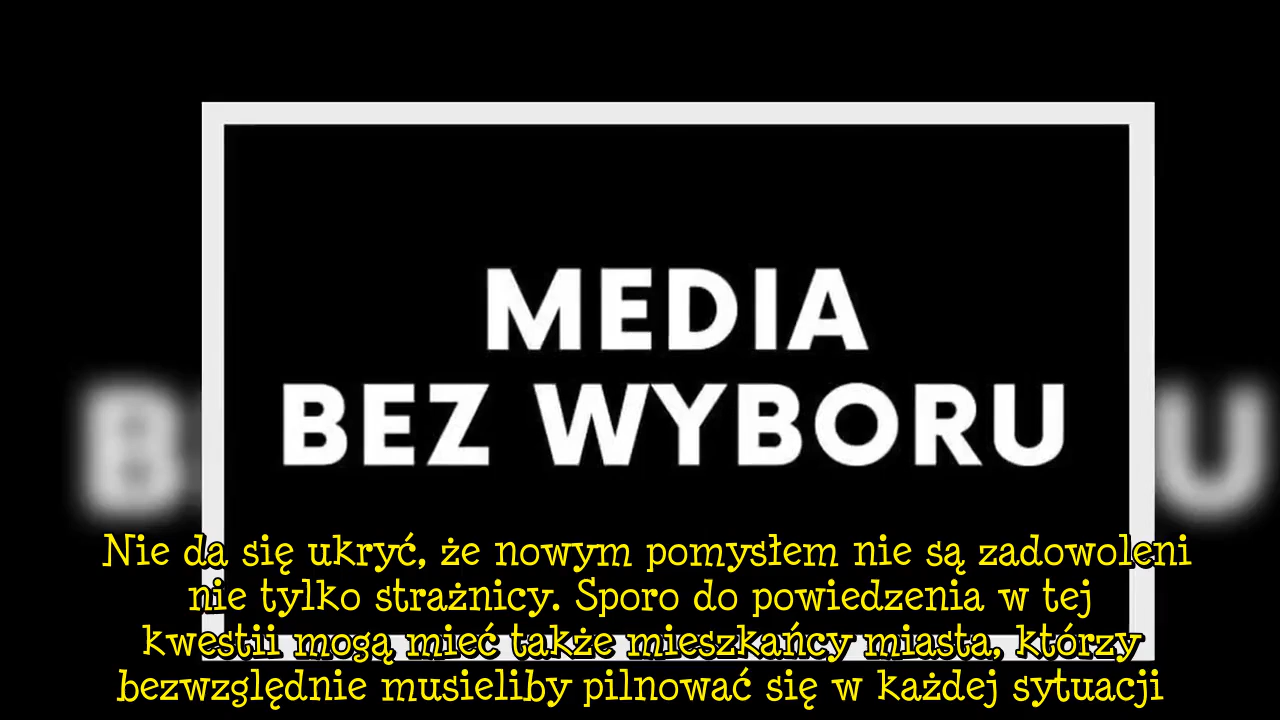 MEDIA
BEZ WYBORU
B U
Nie da się ukryć, że nowym pomysłem nie są zadowoleni
nie tylko strażnicy. Sporo do powiedzenia w tej
kwestii mogą mieć także mieszkańcy miasta, którzy
bezwzględnie musieliby pilnować się w każdej sytuacji